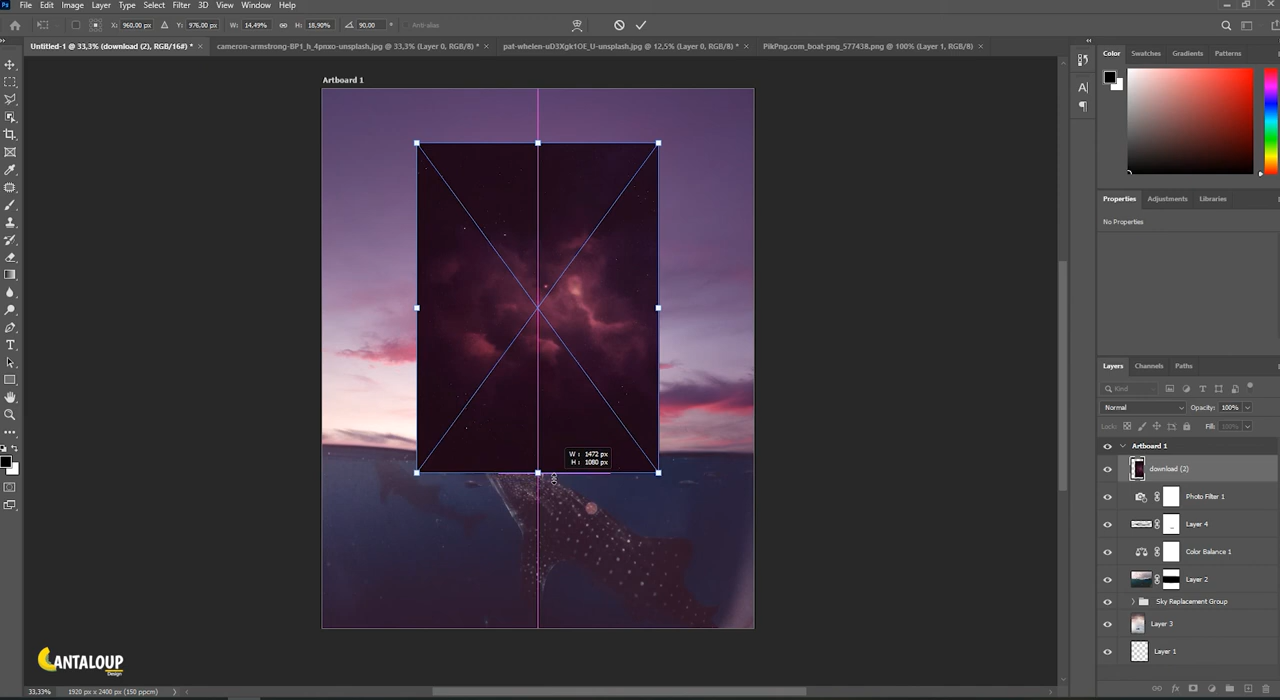 Ps File Edit Image Layer Type Select Filter 3D View Window Help
X: 960.00 px Y: 976.00 px W: 14.49% H: 18.90% 90.00 ° Anti-alias
Untitled-1 @ 33,3% (download (2), RGB/16#) * × cameron-armstrong-BP1_h_4pnxo-unsplash.jpg @ 33,3% (Layer 0, RGB/8) * × pat-whelen-uD3Xgk1OE_U-unsplash.jpg @ 12,5% (Layer 0, RGB/8) * × PikPng.com_boat-png_577438.png @ 100% (Layer 1, RGB/8) ×
Artboard 1
Color Swatches Gradients Patterns
Properties Adjustments Libraries
No Properties
W : 1472 px
H : 1080 px
Layers Channels Paths
Kind
Normal Opacity: 100%
Lock: Fill: 100%
Artboard 1
download (2)
Photo Filter 1
Layer 4
Color Balance 1
Layer 2
Sky Replacement Group
Layer 3
Layer 1
CANTALOUP
Design
33.33% 1920 px x 2400 px (150 ppcm)